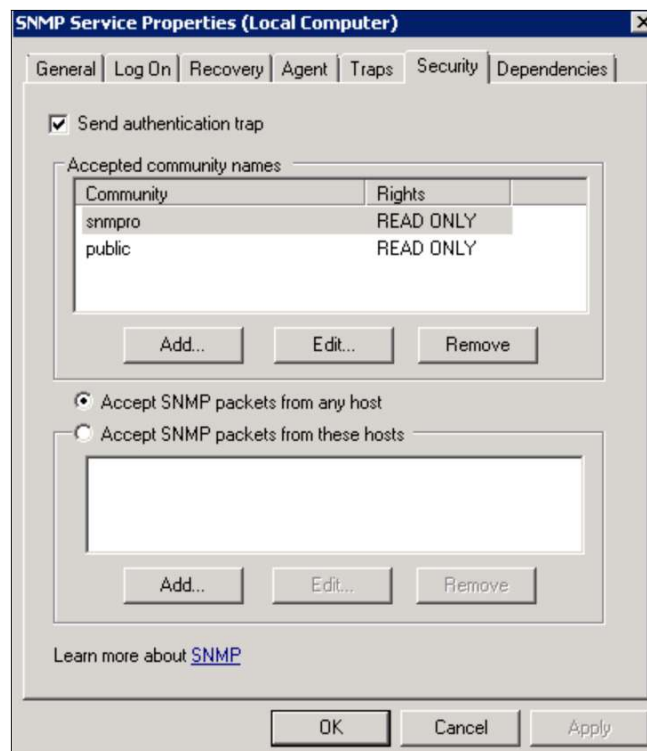 SNMP Service Properties (Local Computer)
General Log On Recovery Agent Traps Security Dependencies
Send authentication trap
Accepted community names
Community Rights
snmpro READ ONLY
public READ ONLY
Add... Edit... Remove
Accept SNMP packets from any host
Accept SNMP packets from these hosts
Add... Edit... Remove
Learn more about SNMP
OK Cancel Apply